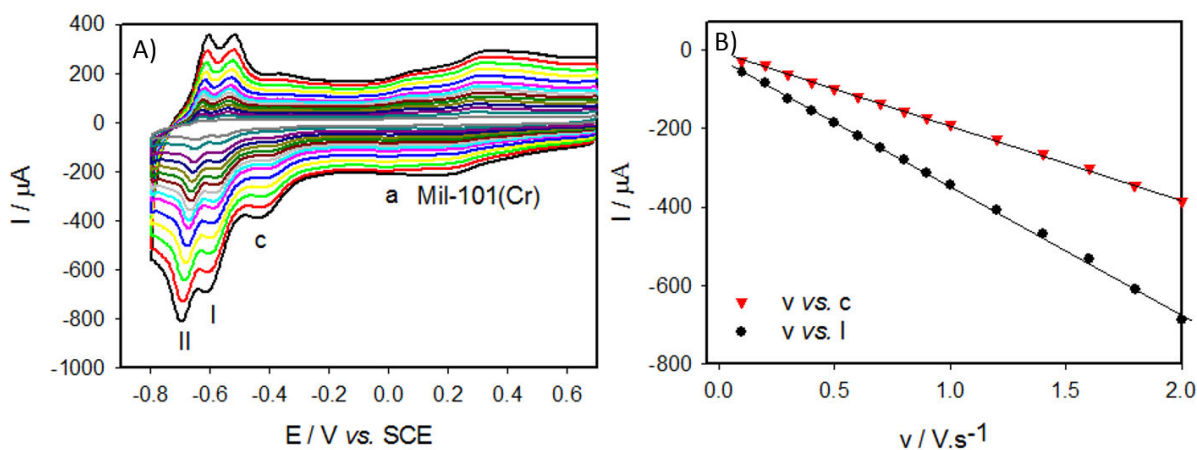 A)
I / µA
400
200
0
-200
-400
-600
-800
-1000
a Mil-101(Cr)
c
I
II
-0.8 -0.6 -0.4 -0.2 0.0 0.2 0.4 0.6
E / V vs. SCE
B)
I / µA
0
-200
-400
-600
-800
v vs. c
v vs. I
0.0 0.5 1.0 1.5 2.0
v / V.s-1